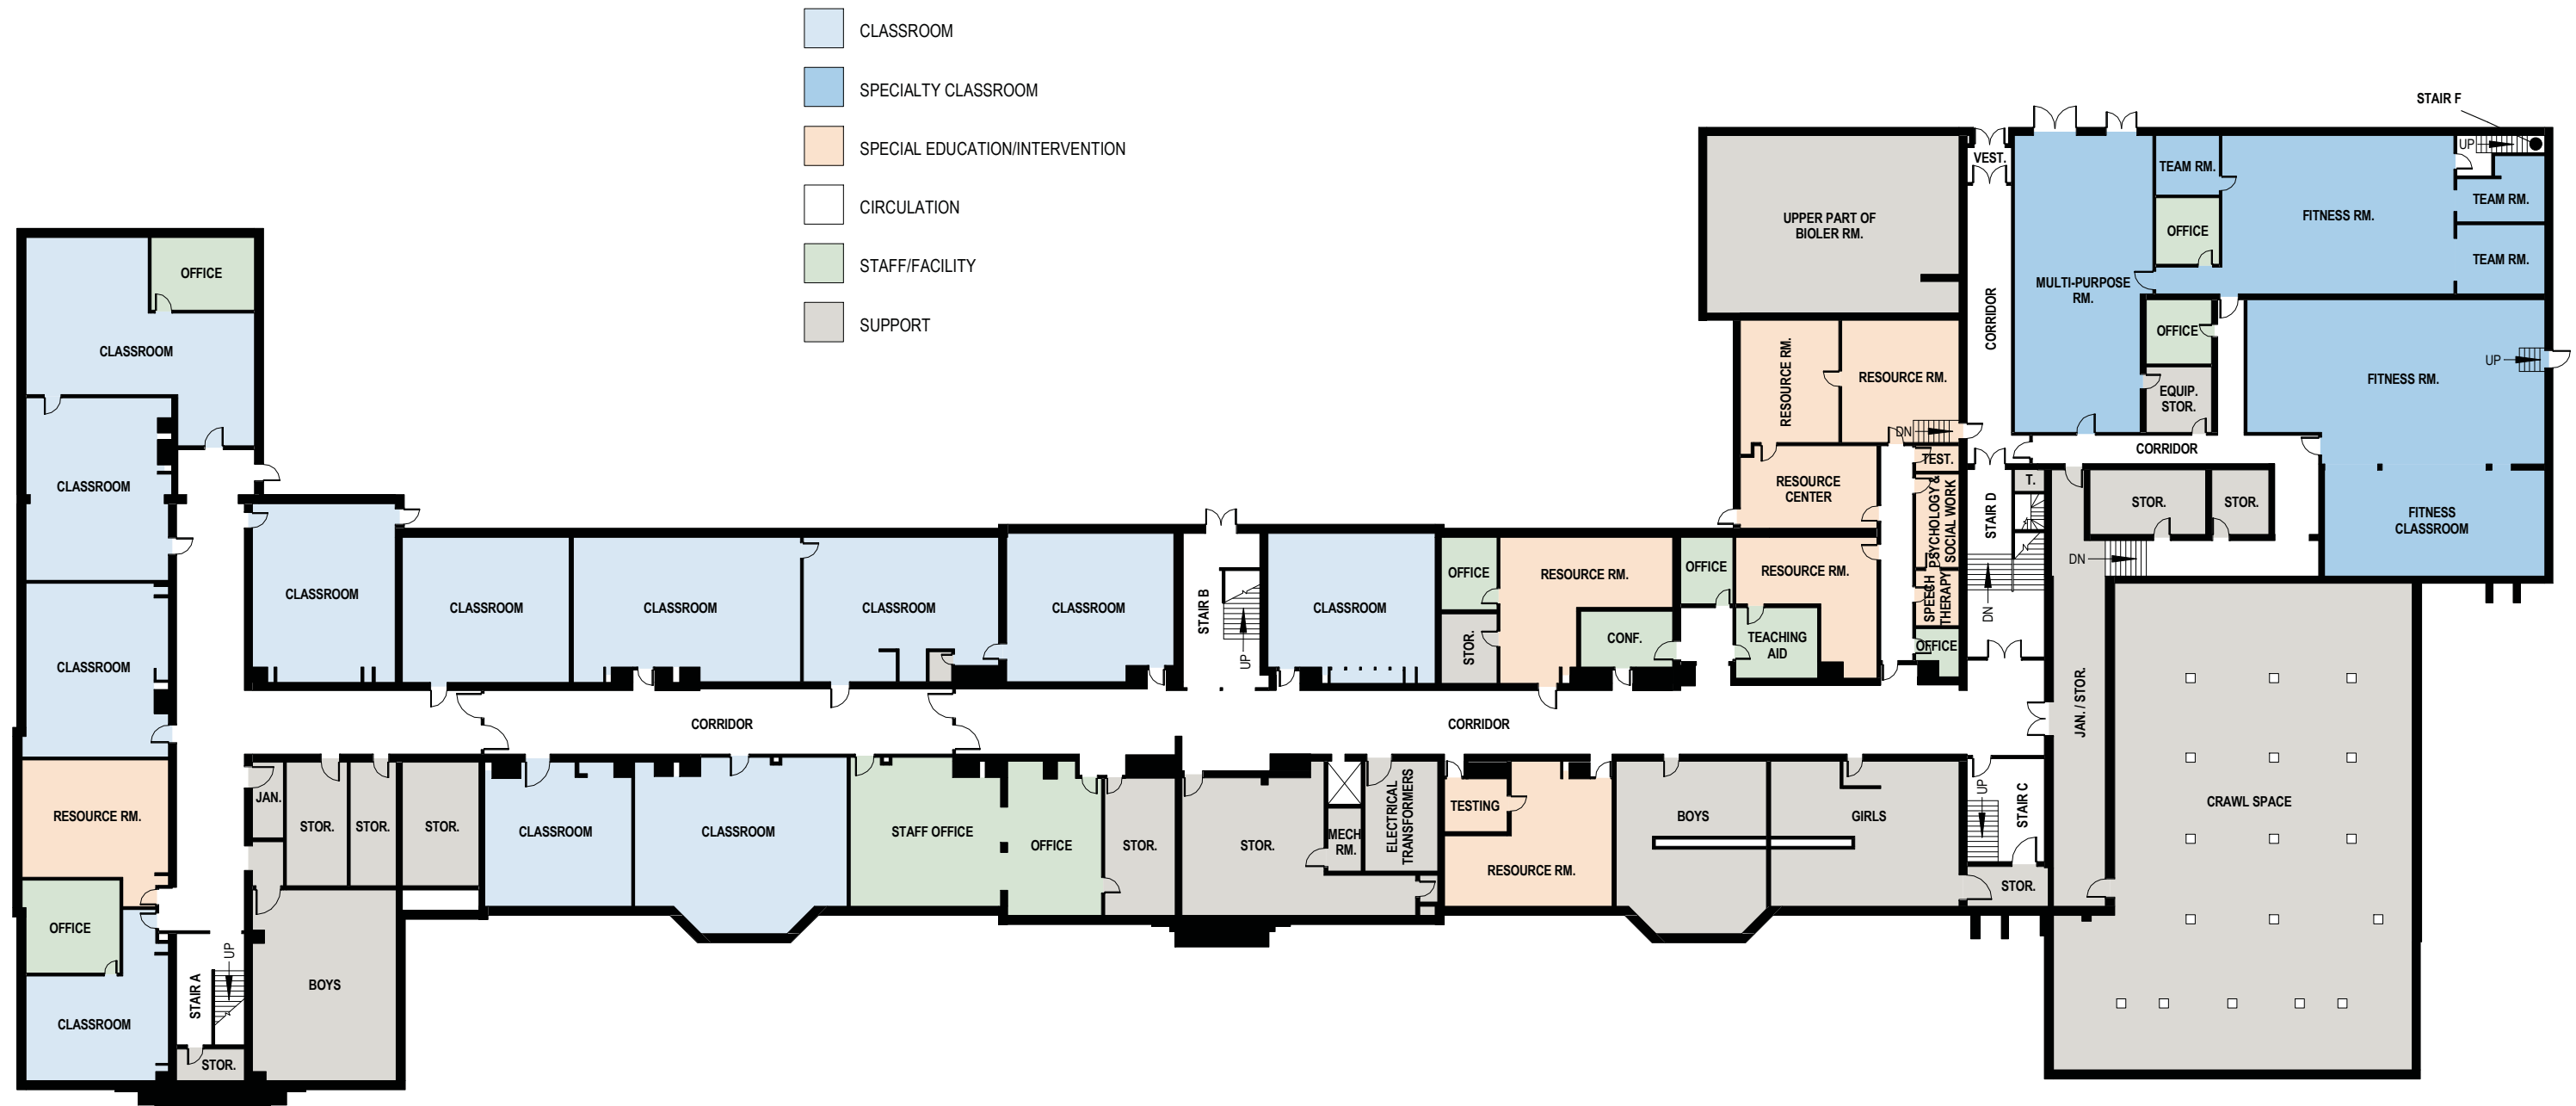 CLASSROOM
SPECIALTY CLASSROOM
SPECIAL EDUCATION/INTERVENTION
CIRCULATION
STAFF/FACILITY
SUPPORT
STAIR F
UP
VEST.
TEAM RM.
TEAM RM.
FITNESS RM.
UPPER PART OF
BIOLER RM.
OFFICE
TEAM RM.
OFFICE
MULTI-PURPOSE
RM.
CORRIDOR
OFFICE
CLASSROOM
RESOURCE RM.
RESOURCE RM.
UP
FITNESS RM.
EQUIP.
STOR.
DN
CORRIDOR
TEST.
CLASSROOM
RESOURCE
CENTER
T.
PSYCHOLOGY &
SOCIAL WORK
STAIR D
STOR.
STOR.
FITNESS
CLASSROOM
DN
OFFICE
RESOURCE RM.
OFFICE
RESOURCE RM.
CLASSROOM
CLASSROOM
CLASSROOM
CLASSROOM
CLASSROOM
STAIR B
UP
CLASSROOM
SPEECH
THERAPY
DN
STOR.
CONF.
TEACHING
AID
OFFICE
CLASSROOM
CORRIDOR
CORRIDOR
JAN. / STOR.
JAN.
STOR.
STOR.
STOR.
RESOURCE RM.
CLASSROOM
CLASSROOM
STAFF OFFICE
OFFICE
STOR.
STOR.
MECH
RM.
ELECTRICAL
TRANSFORMERS
TESTING
RESOURCE RM.
BOYS
GIRLS
UP
STAIR C
STOR.
CRAWL SPACE
OFFICE
STAIR A
UP
BOYS
CLASSROOM
STOR.